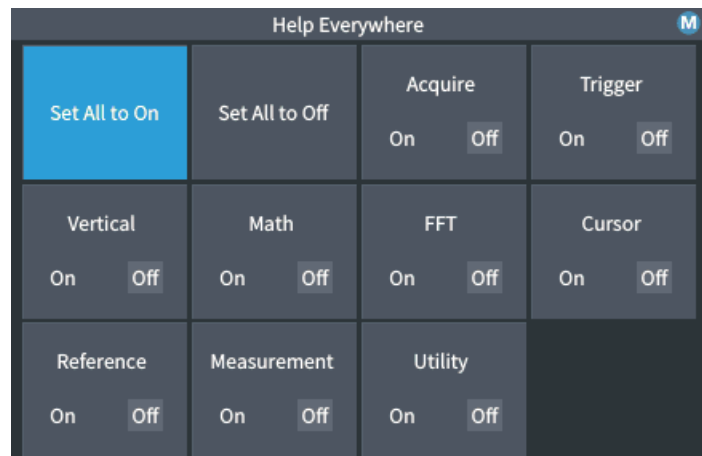 Help Everywhere M
Set All to On
Set All to Off
Acquire
On Off
Trigger
On Off
Vertical
On Off
Math
On Off
FFT
On Off
Cursor
On Off
Reference
On Off
Measurement
On Off
Utility
On Off